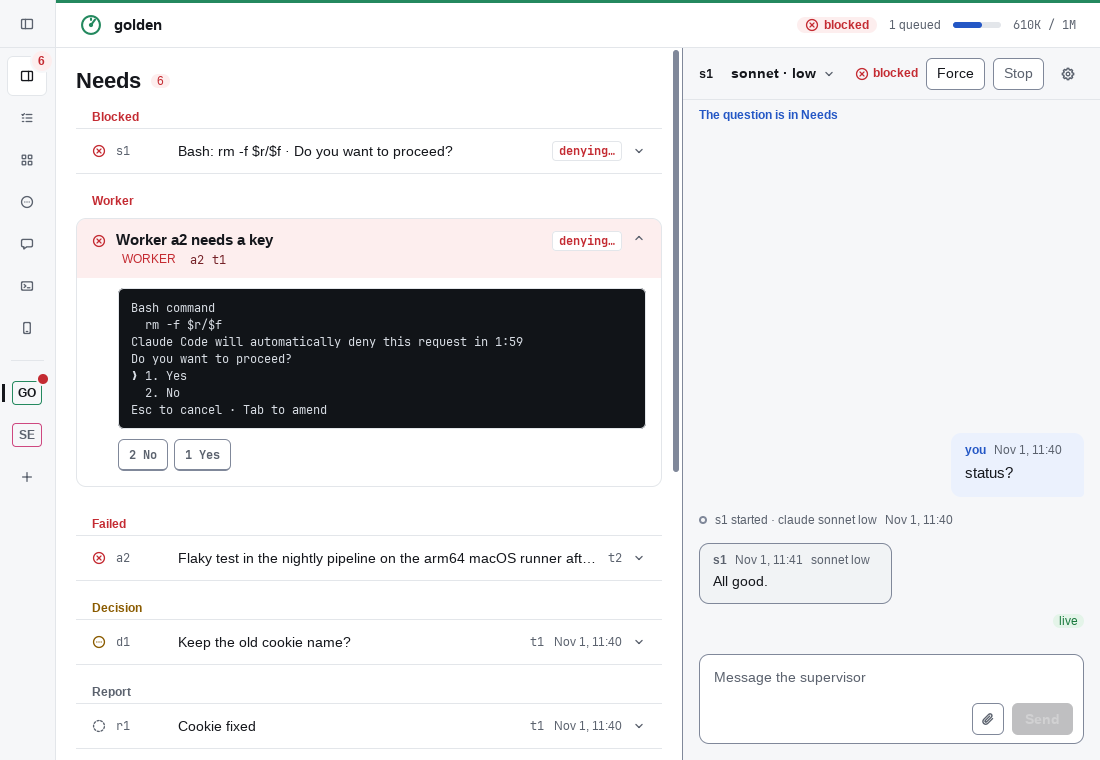 golden
blocked
1 queued
610K / 1M
6
Needs 6
Blocked
s1 Bash: rm -f $r/$f · Do you want to proceed? denying…
Worker
Worker a2 needs a key denying…
WORKER a2 t1
Bash command
rm -f $r/$f
Claude Code will automatically deny this request in 1:59
Do you want to proceed?
❯ 1. Yes
2. No
Esc to cancel · Tab to amend
2 No 1 Yes
Failed
a2 Flaky test in the nightly pipeline on the arm64 macOS runner aft… t2
Decision
d1 Keep the old cookie name? t1 Nov 1, 11:40
Report
r1 Cookie fixed t1 Nov 1, 11:40
GO
SE
s1 sonnet · low blocked Force Stop
The question is in Needs
you Nov 1, 11:40
status?
s1 started · claude sonnet low Nov 1, 11:40
s1 Nov 1, 11:41 sonnet low
All good.
live
Message the supervisor
Send